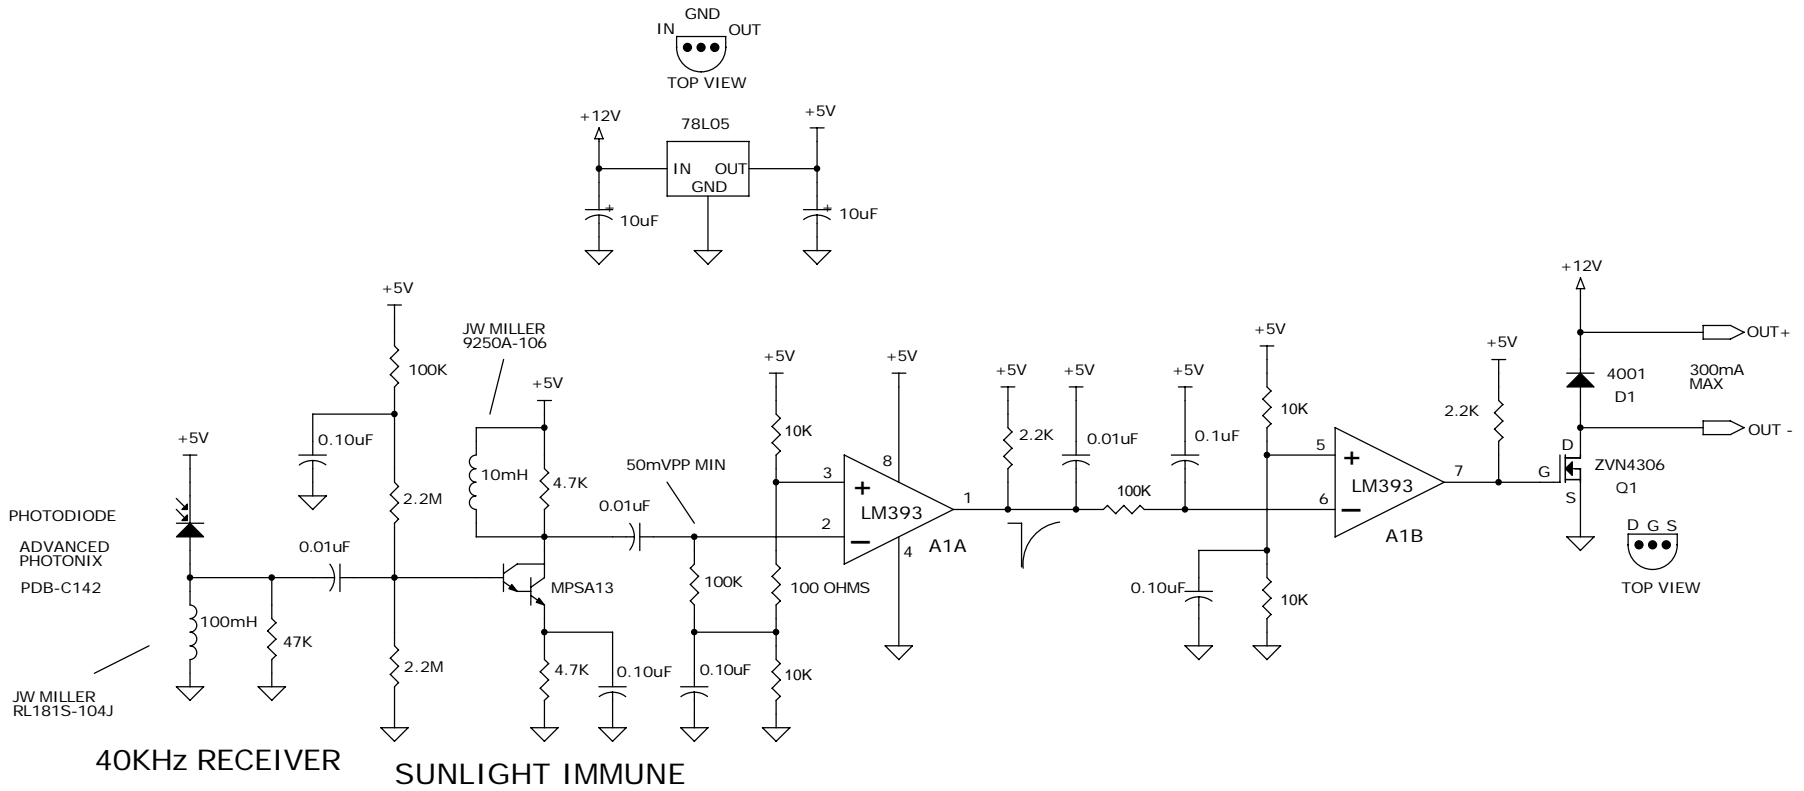 GND
IN OUT
TOP VIEW
+12V
78L05
+5V
IN OUT
GND
+
10uF
+
10uF
+5V
100K
0.10uF
2.2M
2.2M
+5V
PHOTODIODE
ADVANCED
PHOTONIX
PDB-C142
0.01uF
100mH
47K
JW MILLER
RL181S-104J
JW MILLER
9250A-106
+5V
10mH
4.7K
0.01uF
MPSA13
4.7K
0.10uF
50mVPP MIN
100K
0.10uF
+5V
10K
100 OHMS
10K
+5V
8
3
+
LM393
2
−
4
1
A1A
+5V
2.2K
+5V
0.01uF
100K
+5V
0.1uF
+5V
10K
0.10uF
10K
5
+
LM393
6
−
7
A1B
+5V
2.2K
+12V
OUT+
4001
D1
300mA
MAX
OUT -
D
G
S
ZVN4306
Q1
D G S
TOP VIEW
40KHz RECEIVER
SUNLIGHT IMMUNE